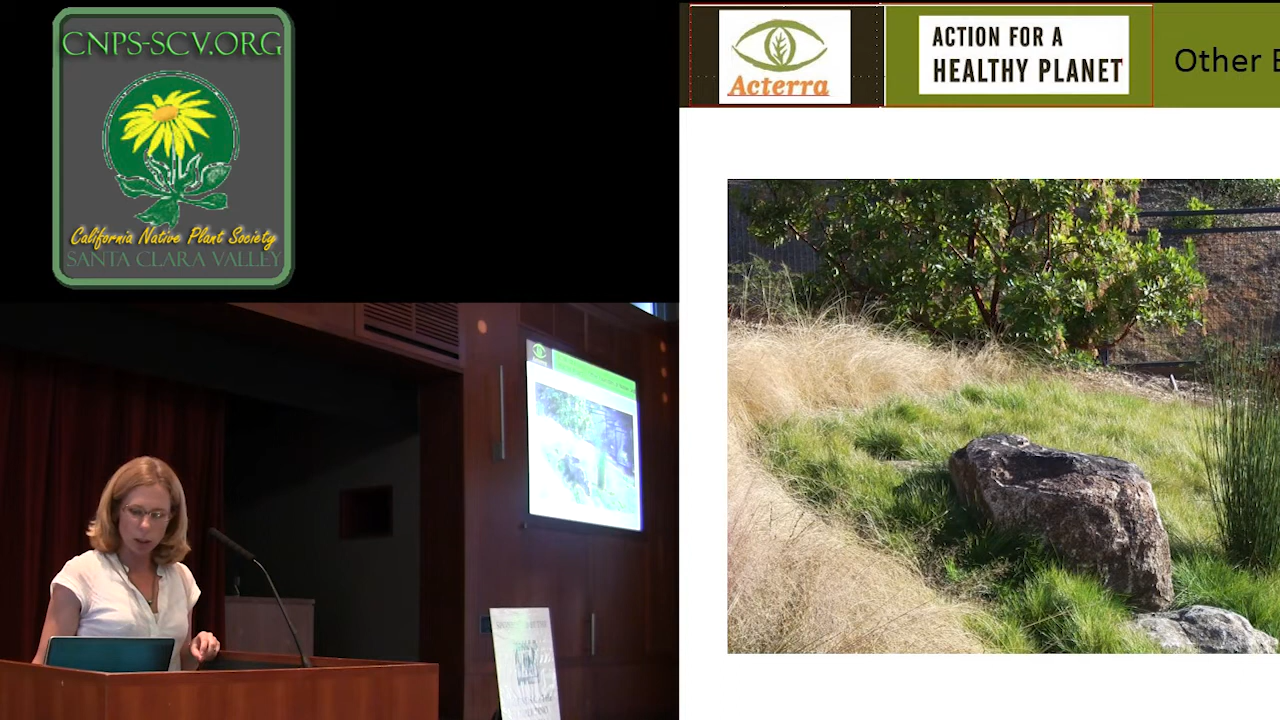 CNPS-SCV.ORG
California Native Plant Society
SANTA CLARA VALLEY
Acterra
ACTION FOR A
HEALTHY PLANET
Other